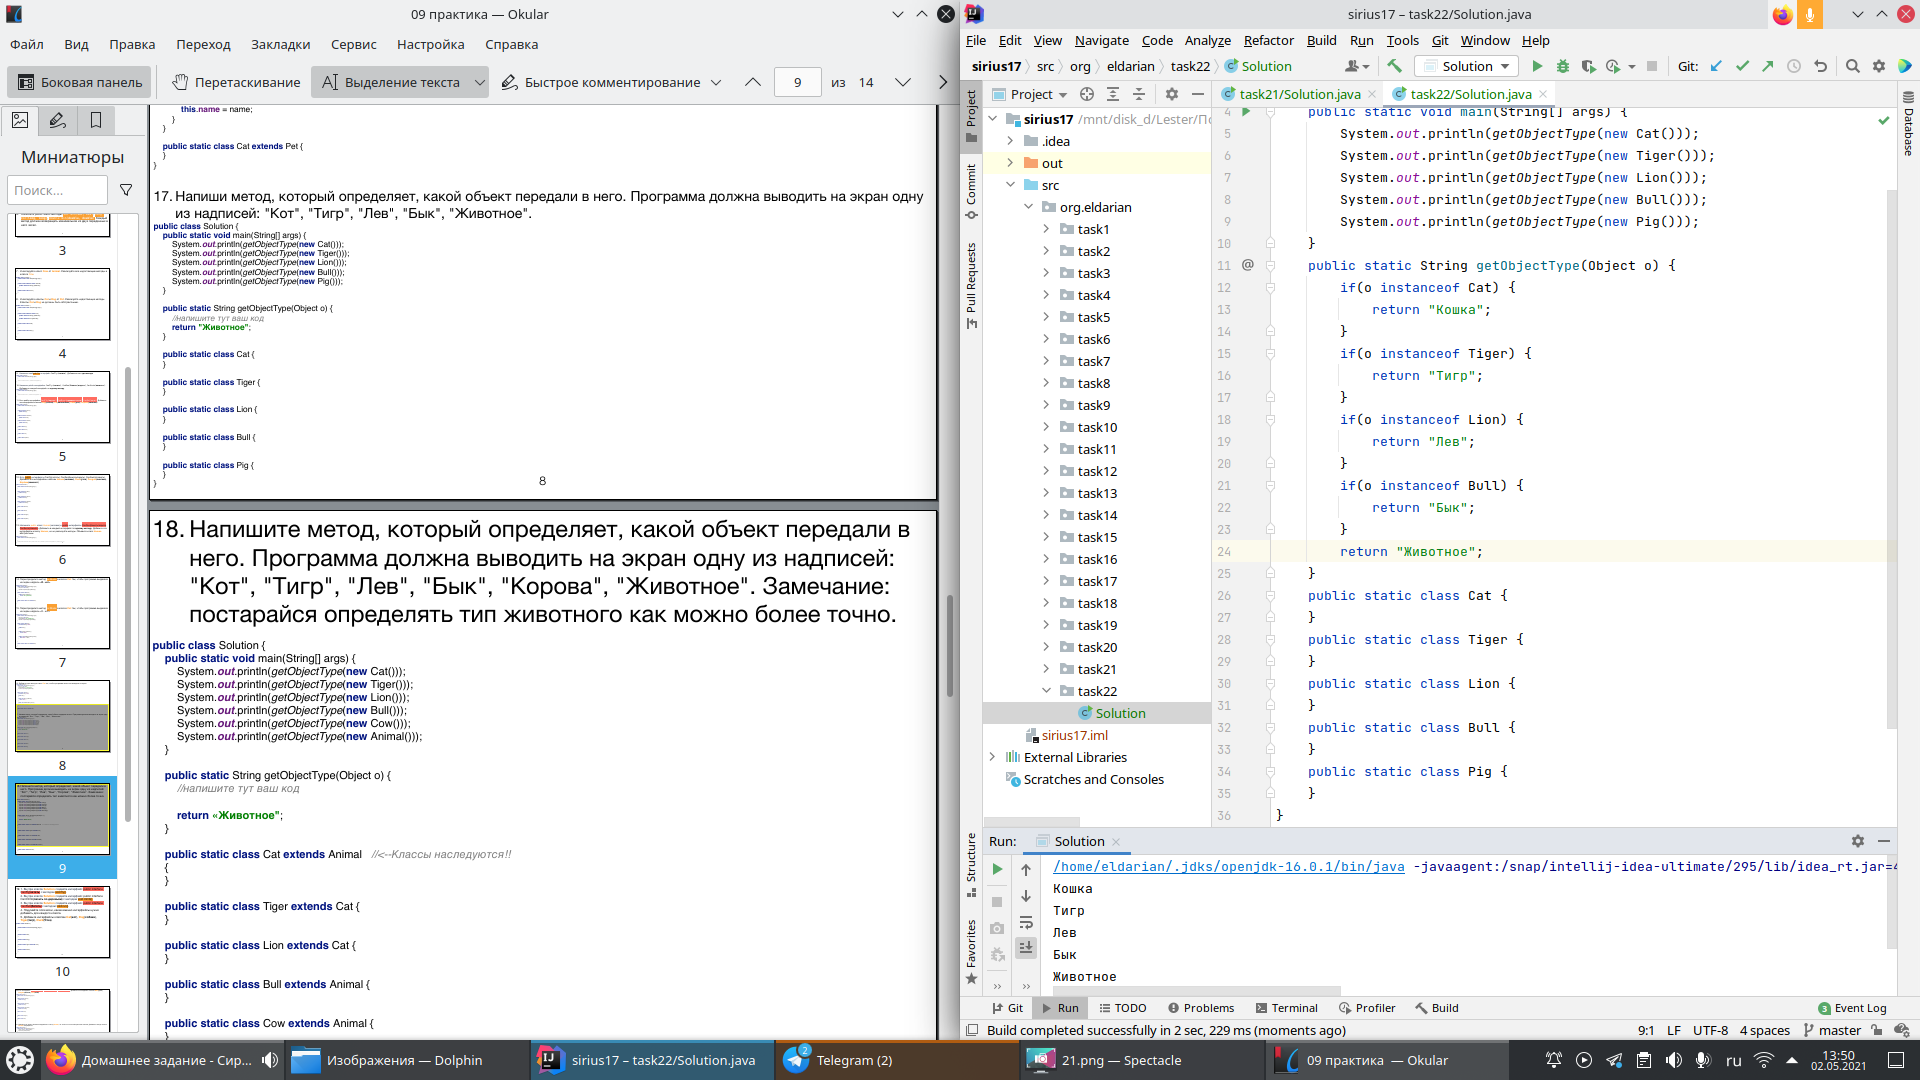 09 практика — Okular
Файл Вид Правка Переход Закладки Сервис Настройка Справка
Боковая панель Перетаскивание Выделение текста Быстрое комментирование 9 из 14
Миниатюры
Поиск...
3
4
5
6
7
8
9
10
this.name = name;
}
}
public static class Cat extends Pet {
}
}
17. Напиши метод, который определяет, какой объект передали в него. Программа должна выводить на экран одну
из надписей: "Кот", "Тигр", "Лев", "Бык", "Животное".
public class Solution {
public static void main(String[] args) {
System.out.println(getObjectType(new Cat()));
System.out.println(getObjectType(new Tiger()));
System.out.println(getObjectType(new Lion()));
System.out.println(getObjectType(new Bull()));
System.out.println(getObjectType(new Pig()));
}
public static String getObjectType(Object o) {
//напишите тут ваш код
return "Животное";
}
public static class Cat {
}
public static class Tiger {
}
public static class Lion {
}
public static class Bull {
}
public static class Pig {
}
}
8
18. Напишите метод, который определяет, какой объект передали в
него. Программа должна выводить на экран одну из надписей:
"Кот", "Тигр", "Лев", "Бык", "Корова", "Животное". Замечание:
постарайся определять тип животного как можно более точно.
public class Solution {
public static void main(String[] args) {
System.out.println(getObjectType(new Cat()));
System.out.println(getObjectType(new Tiger()));
System.out.println(getObjectType(new Lion()));
System.out.println(getObjectType(new Bull()));
System.out.println(getObjectType(new Cow()));
System.out.println(getObjectType(new Animal()));
}
public static String getObjectType(Object o) {
//напишите тут ваш код
return «Животное";
}
public static class Cat extends Animal //<--Классы наследуются!!
{
}
public static class Tiger extends Cat {
}
public static class Lion extends Cat {
}
public static class Bull extends Animal {
}
public static class Cow extends Animal {
sirius17 – task22/Solution.java
File Edit View Navigate Code Analyze Refactor Build Run Tools Git Window Help
sirius17 src org eldarian task22 Solution Solution Git:
Project
task21/Solution.java task22/Solution.java
Project
Commit
Pull Requests
Structure
Favorites
Database
sirius17 /mnt/disk_d/Lester/По
.idea
out
src
org.eldarian
task1
task2
task3
task4
task5
task6
task7
task8
task9
task10
task11
task12
task13
task14
task15
task16
task17
task18
task19
task20
task21
task22
Solution
sirius17.iml
External Libraries
Scratches and Consoles
4 public static void main(String[] args) {
5 System.out.println(getObjectType(new Cat()));
6 System.out.println(getObjectType(new Tiger()));
7 System.out.println(getObjectType(new Lion()));
8 System.out.println(getObjectType(new Bull()));
9 System.out.println(getObjectType(new Pig()));
10 }
11 @ public static String getObjectType(Object o) {
12 if(o instanceof Cat) {
13 return "Кошка";
14 }
15 if(o instanceof Tiger) {
16 return "Тигр";
17 }
18 if(o instanceof Lion) {
19 return "Лев";
20 }
21 if(o instanceof Bull) {
22 return "Бык";
23 }
24 return "Животное";
25 }
26 public static class Cat {
27 }
28 public static class Tiger {
29 }
30 public static class Lion {
31 }
32 public static class Bull {
33 }
34 public static class Pig {
35 }
36 }
Run: Solution
/home/eldarian/.jdks/openjdk-16.0.1/bin/java -javaagent:/snap/intellij-idea-ultimate/295/lib/idea_rt.jar=4
Кошка
Тигр
Лев
Бык
Животное
Git Run TODO Problems Terminal Profiler Build 3 Event Log
Build completed successfully in 2 sec, 229 ms (moments ago) 9:1 LF UTF-8 4 spaces master
Домашнее задание - Сир... Изображения — Dolphin sirius17 – task22/Solution.java 2 Telegram (2) 21.png — Spectacle 09 практика — Okular ru 13:50
02.05.2021